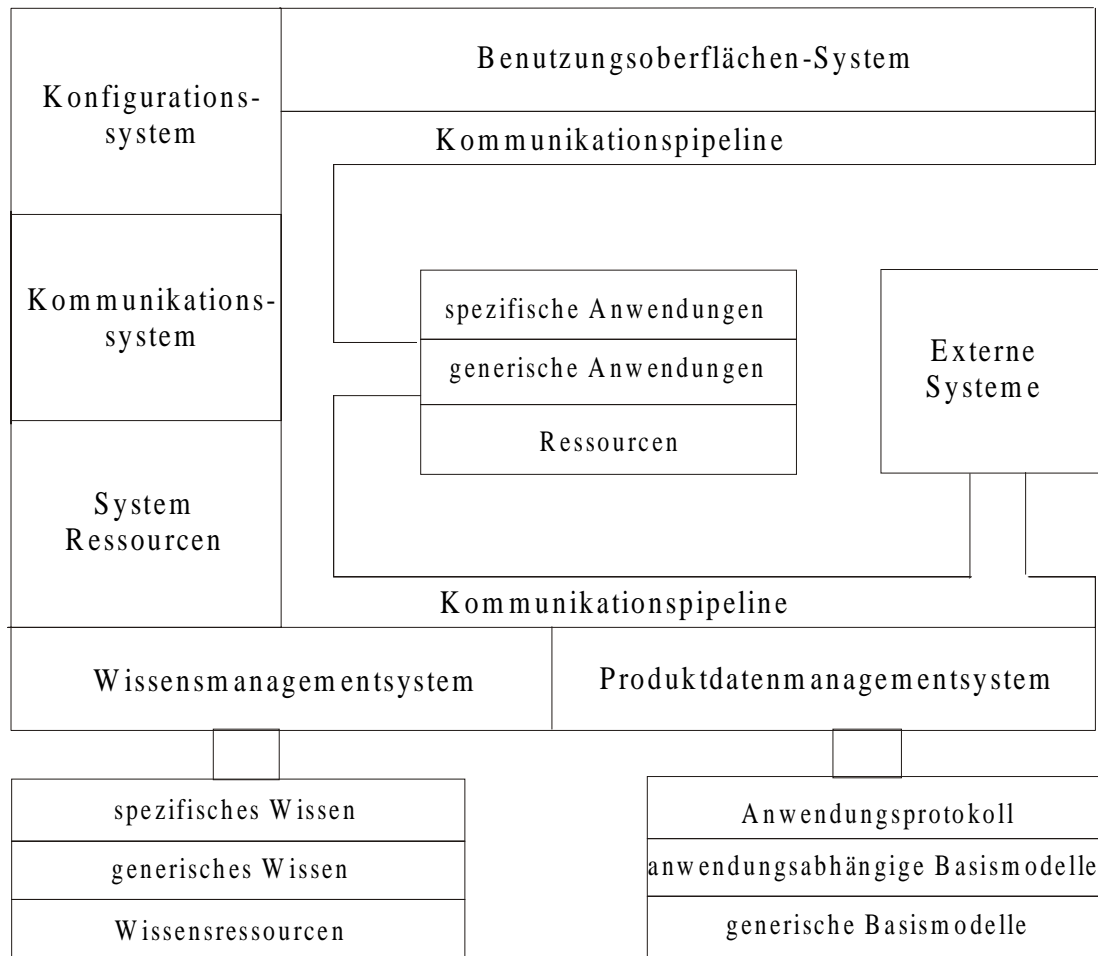 Benutzungsoberflächen-System
Konfigurations-
system
Kommunikationspipeline
Kommunikations-
system
spezifische Anwendungen
generische Anwendungen
Ressourcen
Externe
Systeme
System
Ressourcen
Kommunikationspipeline
Wissensmanagementsystem
Produktdatenmanagementsystem
spezifisches Wissen
generisches Wissen
Wissensressourcen
Anwendungsprotokoll
anwendungsabhängige Basismodelle
generische Basismodelle